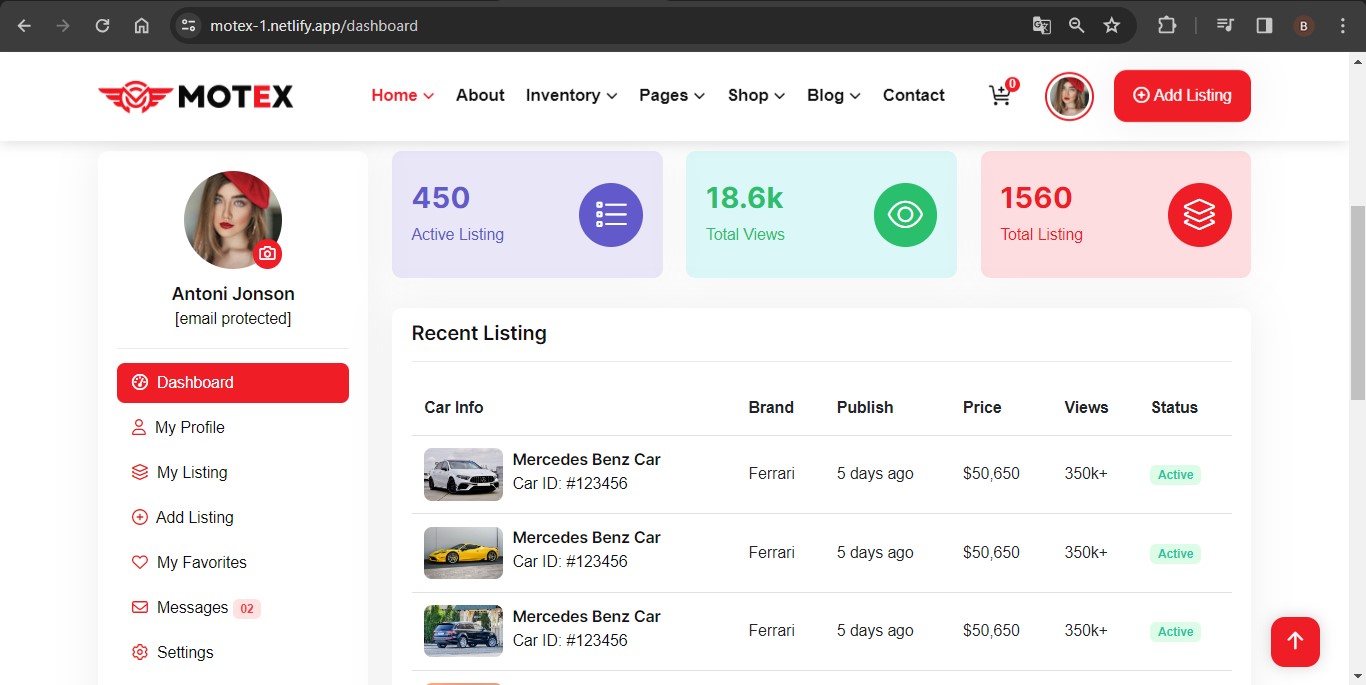 motex-1.netlify.app/dashboard
B
MOTEX
Home About Inventory Pages Shop Blog Contact
0
Add Listing
Antoni Jonson
[email protected]
Dashboard
My Profile
My Listing
Add Listing
My Favorites
Messages 02
Settings
450
Active Listing
18.6k
Total Views
1560
Total Listing
Recent Listing
Car Info Brand Publish Price Views Status
Mercedes Benz Car
Car ID: #123456
Ferrari 5 days ago $50,650 350k+ Active
Mercedes Benz Car
Car ID: #123456
Ferrari 5 days ago $50,650 350k+ Active
Mercedes Benz Car
Car ID: #123456
Ferrari 5 days ago $50,650 350k+ Active